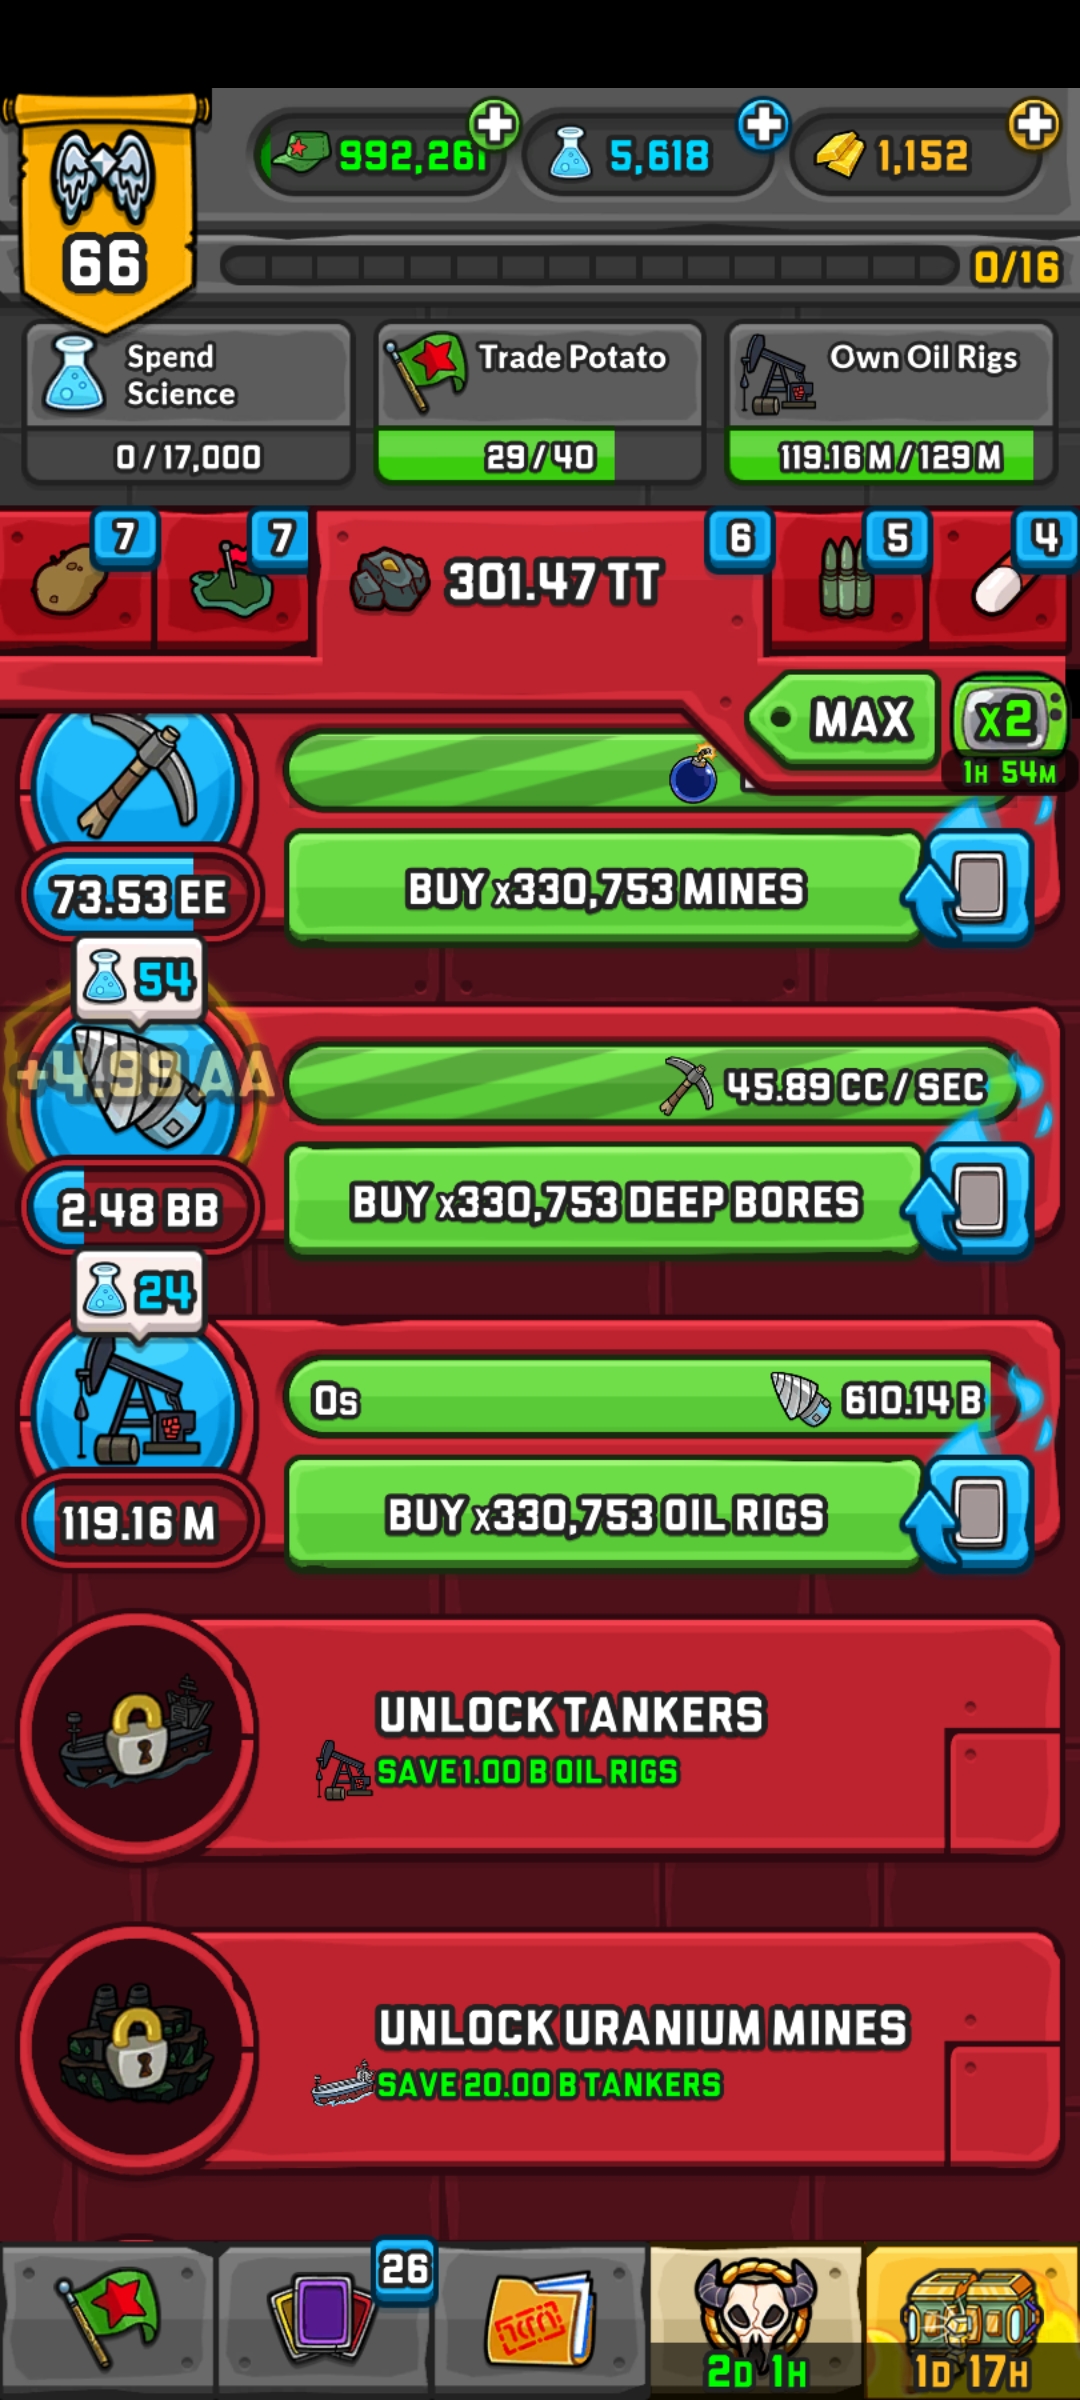 992,261
5,618
1,152
66
0/16
Spend
Science
0 / 17,000
Trade Potato
29 / 40
Own Oil Rigs
119.16 M / 129 M
7
7
301.47 TT
6
5
4
MAX
x2
1H 54M
73.53 EE
BUY x330,753 MINES
54
+4.99 AA
45.89 CC / SEC
2.48 BB
BUY x330,753 DEEP BORES
24
0s
610.14 B
119.16 M
BUY x330,753 OIL RIGS
UNLOCK TANKERS
SAVE 1.00 B OIL RIGS
UNLOCK URANIUM MINES
SAVE 20.00 B TANKERS
26
2D 1H
1D 17H